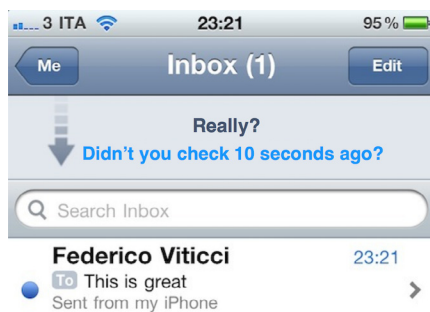 3 ITA 23:21 95 %
Me Inbox (1) Edit
Really?
Didn't you check 10 seconds ago?
Search Inbox
Federico Viticci 23:21
To This is great
Sent from my iPhone